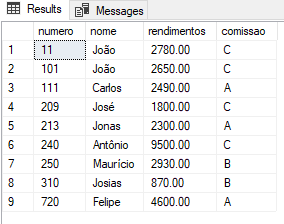 Results Messages
numero nome rendimentos comissao
1 11 João 2780.00 C
2 101 João 2650.00 C
3 111 Carlos 2490.00 A
4 209 José 1800.00 C
5 213 Jonas 2300.00 A
6 240 Antônio 9500.00 C
7 250 Maurício 2930.00 B
8 310 Josias 870.00 B
9 720 Felipe 4600.00 A